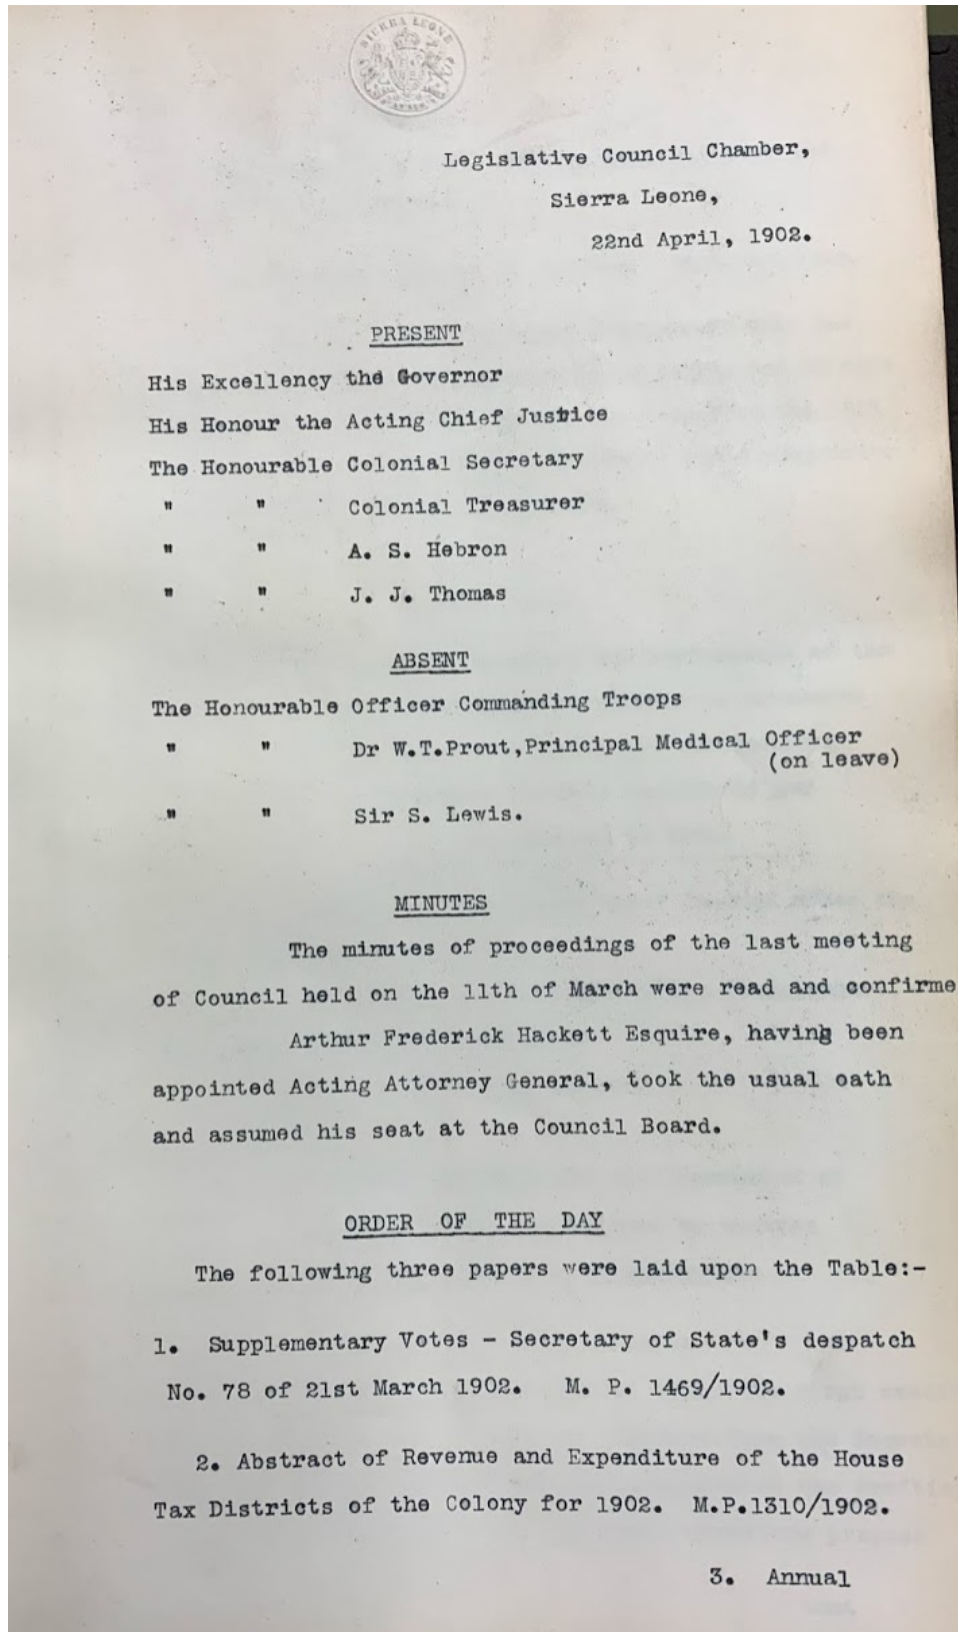 SIERRA LEONE
Legislative Council Chamber,
Sierra Leone,
22nd April, 1902.
PRESENT
His Excellency the Governor
His Honour the Acting Chief Justice
The Honourable Colonial Secretary
" " Colonial Treasurer
" " A. S. Hebron
" " J. J. Thomas
ABSENT
The Honourable Officer Commanding Troops
" " Dr W.T.Prout,Principal Medical Officer
(on leave)
" " Sir S. Lewis.
MINUTES
The minutes of proceedings of the last meeting
of Council held on the 11th of March were read and confirme
Arthur Frederick Hackett Esquire, having been
appointed Acting Attorney General, took the usual oath
and assumed his seat at the Council Board.
ORDER OF THE DAY
The following three papers were laid upon the Table:-
1. Supplementary Votes - Secretary of State's despatch
No. 78 of 21st March 1902. M. P. 1469/1902.
2. Abstract of Revenue and Expenditure of the House
Tax Districts of the Colony for 1902. M.P.1310/1902.
3. Annual